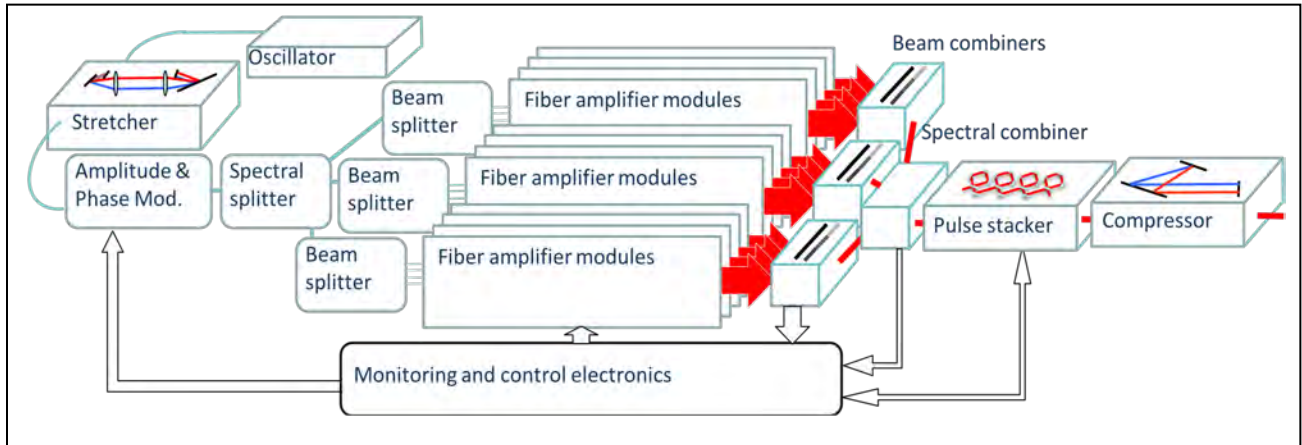 Oscillator
Beam combiners
Stretcher
Beam
splitter
Fiber amplifier modules
Spectral combiner
Amplitude &
Phase Mod.
Spectral
splitter
Beam
splitter
Fiber amplifier modules
Pulse stacker
Compressor
Beam
splitter
Fiber amplifier modules
Monitoring and control electronics